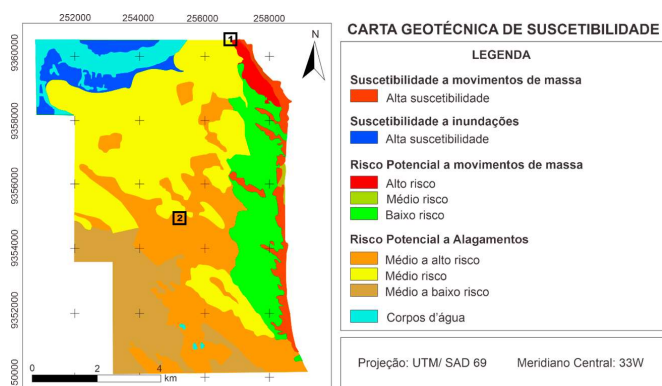 252000 254000 256000 258000
CARTA GEOTÉCNICA DE SUSCETIBILIDADE
1
N
LEGENDA
9360000
Suscetibilidade a movimentos de massa
Alta suscetibilidade
9358000
Suscetibilidade a inundações
Alta suscetibilidade
9356000
Risco Potencial a movimentos de massa
Alto risco
Médio risco
Baixo risco
2
9354000
Risco Potencial a Alagamentos
Médio a alto risco
Médio risco
Médio a baixo risco
9352000
Corpos d'água
50000
0 2 4
km
Projeção: UTM/ SAD 69 Meridiano Central: 33W